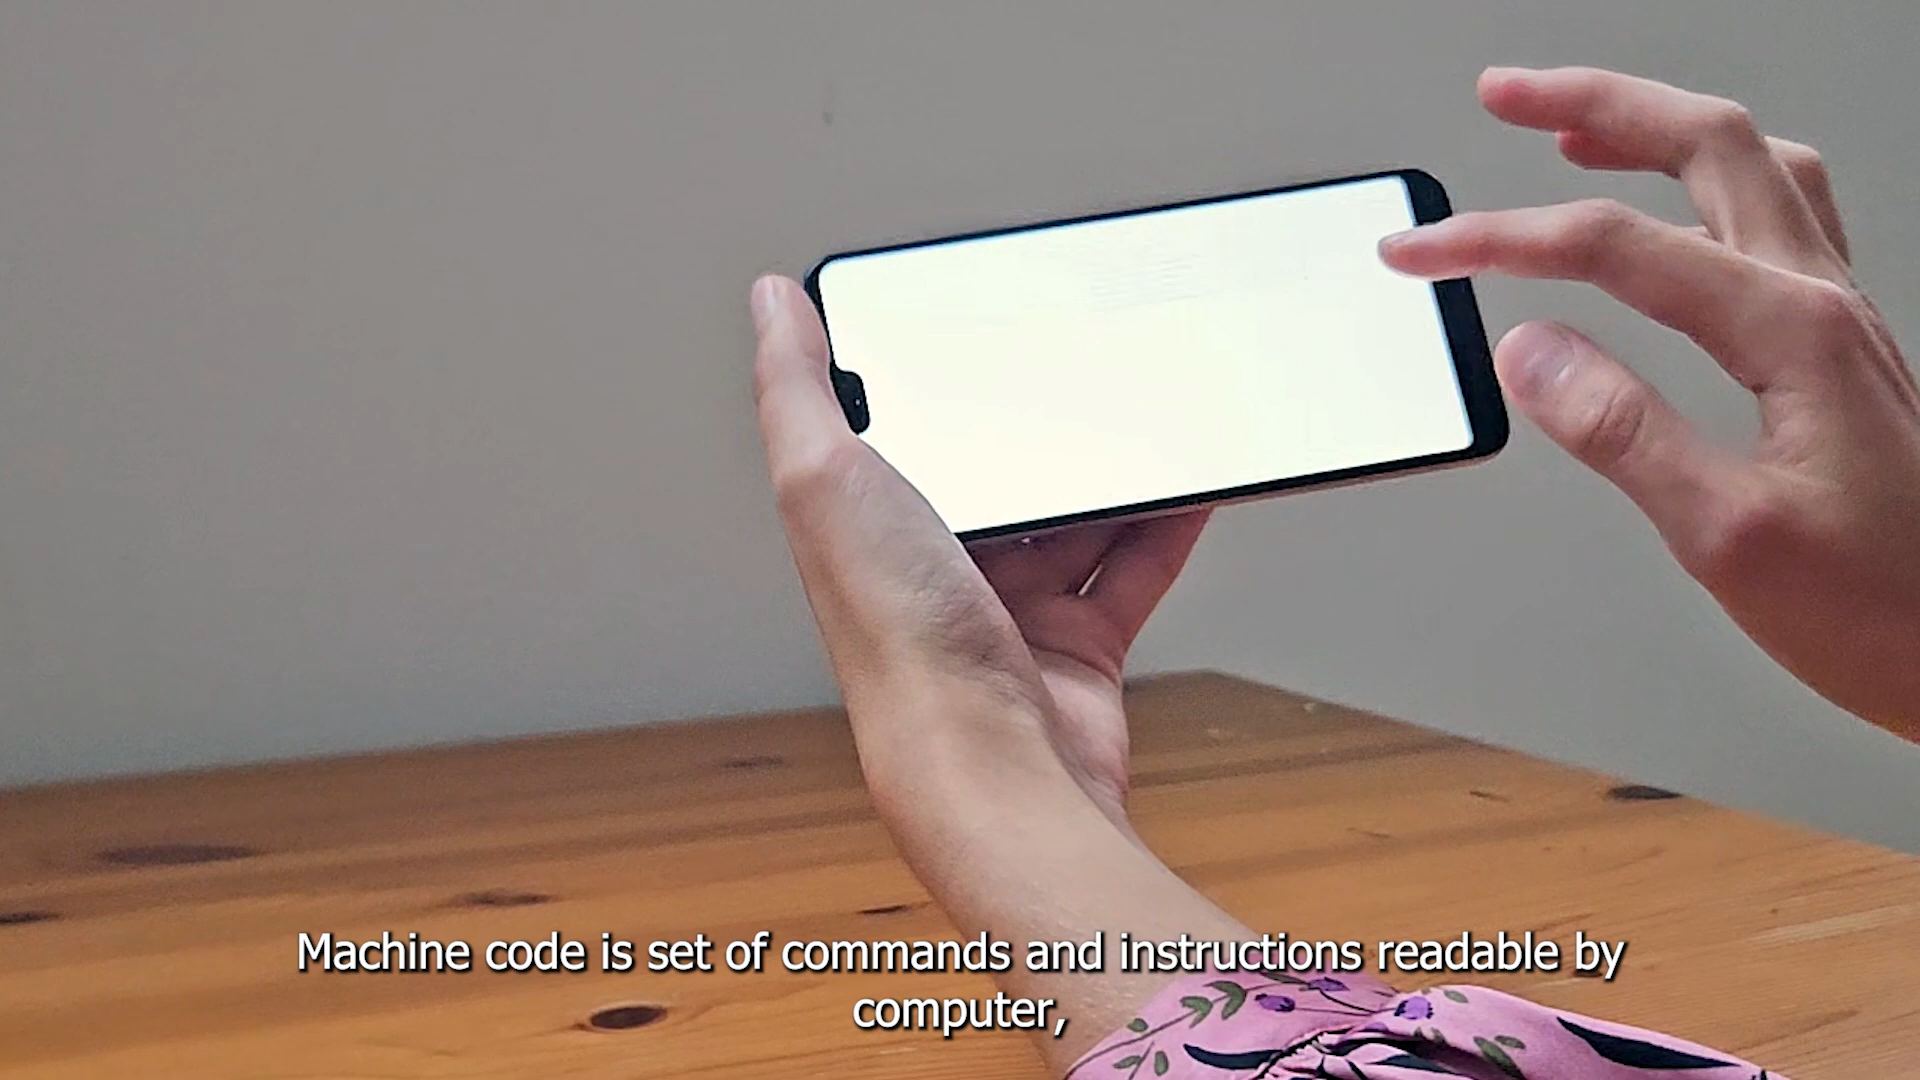 Machine code is set of commands and instructions readable by
computer,